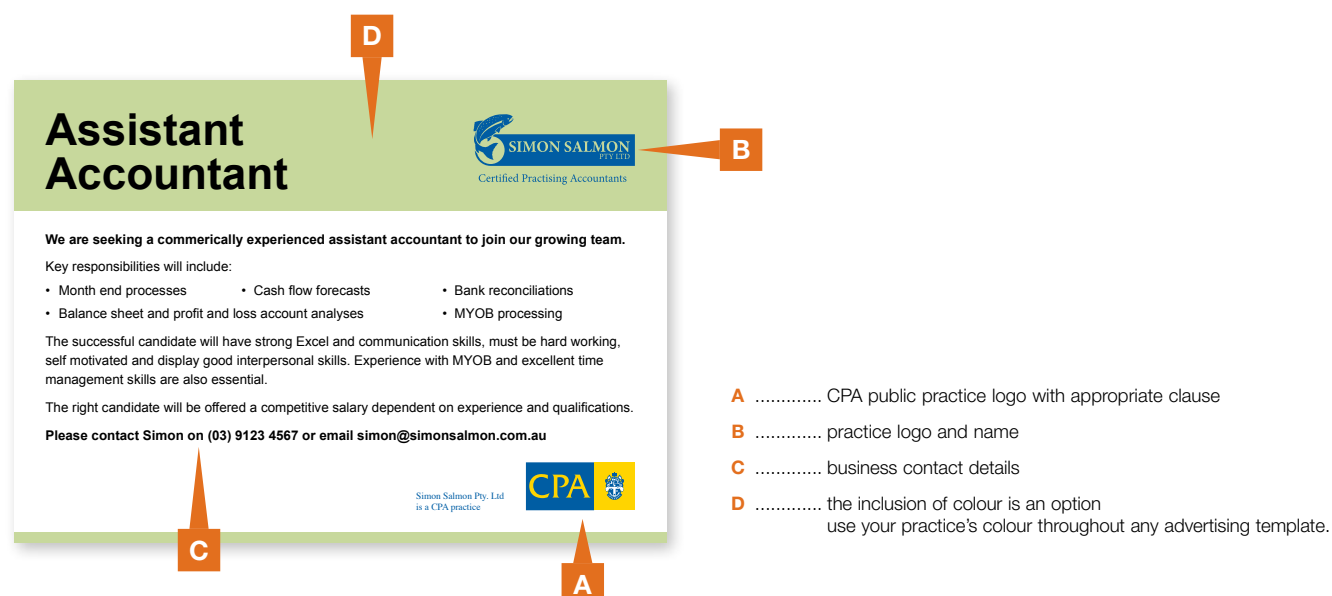 D
Assistant
Accountant
SIMON SALMON
PTY LTD
Certified Practising Accountants
B
We are seeking a commerically experienced assistant accountant to join our growing team.
Key responsibilities will include:
• Month end processes • Cash flow forecasts • Bank reconciliations
• Balance sheet and profit and loss account analyses • MYOB processing
The successful candidate will have strong Excel and communication skills, must be hard working,
self motivated and display good interpersonal skills. Experience with MYOB and excellent time
management skills are also essential.
The right candidate will be offered a competitive salary dependent on experience and qualifications.
Please contact Simon on (03) 9123 4567 or email simon@simonsalmon.com.au
Simon Salmon Pty. Ltd
is a CPA practice
CPA
C
A
A ............. CPA public practice logo with appropriate clause
B ............. practice logo and name
C ............. business contact details
D ............. the inclusion of colour is an option
use your practice's colour throughout any advertising template.